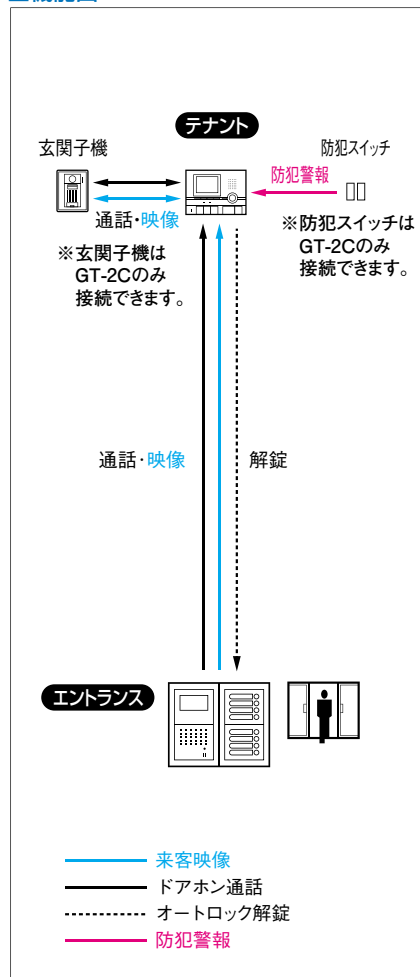 テナント
玄関子機
防犯スイッチ
防犯警報
通話・映像
※玄関子機は
GT-2Cのみ
接続できます。
※防犯スイッチは
GT-2Cのみ
接続できます。
通話・映像
解錠
エントランス
来客映像
ドアホン通話
オートロック解錠
防犯警報